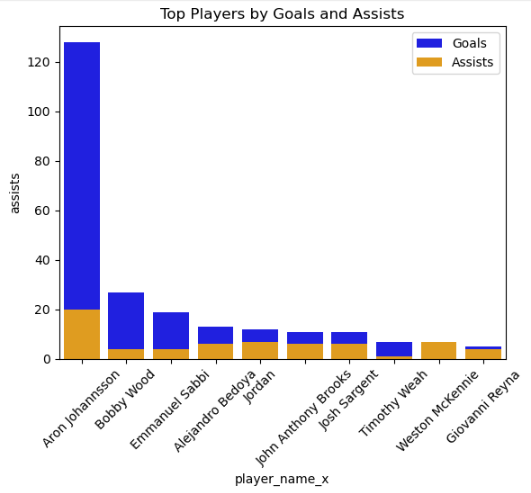 Top Players by Goals and Assists
Goals
Assists
assists
120
100
80
60
40
20
0
Aron Johannsson
Bobby Wood
Emmanuel Sabbi
Alejandro Bedoya
Jordan
John Anthony Brooks
Josh Sargent
Timothy Weah
Weston McKennie
Giovanni Reyna
player_name_x